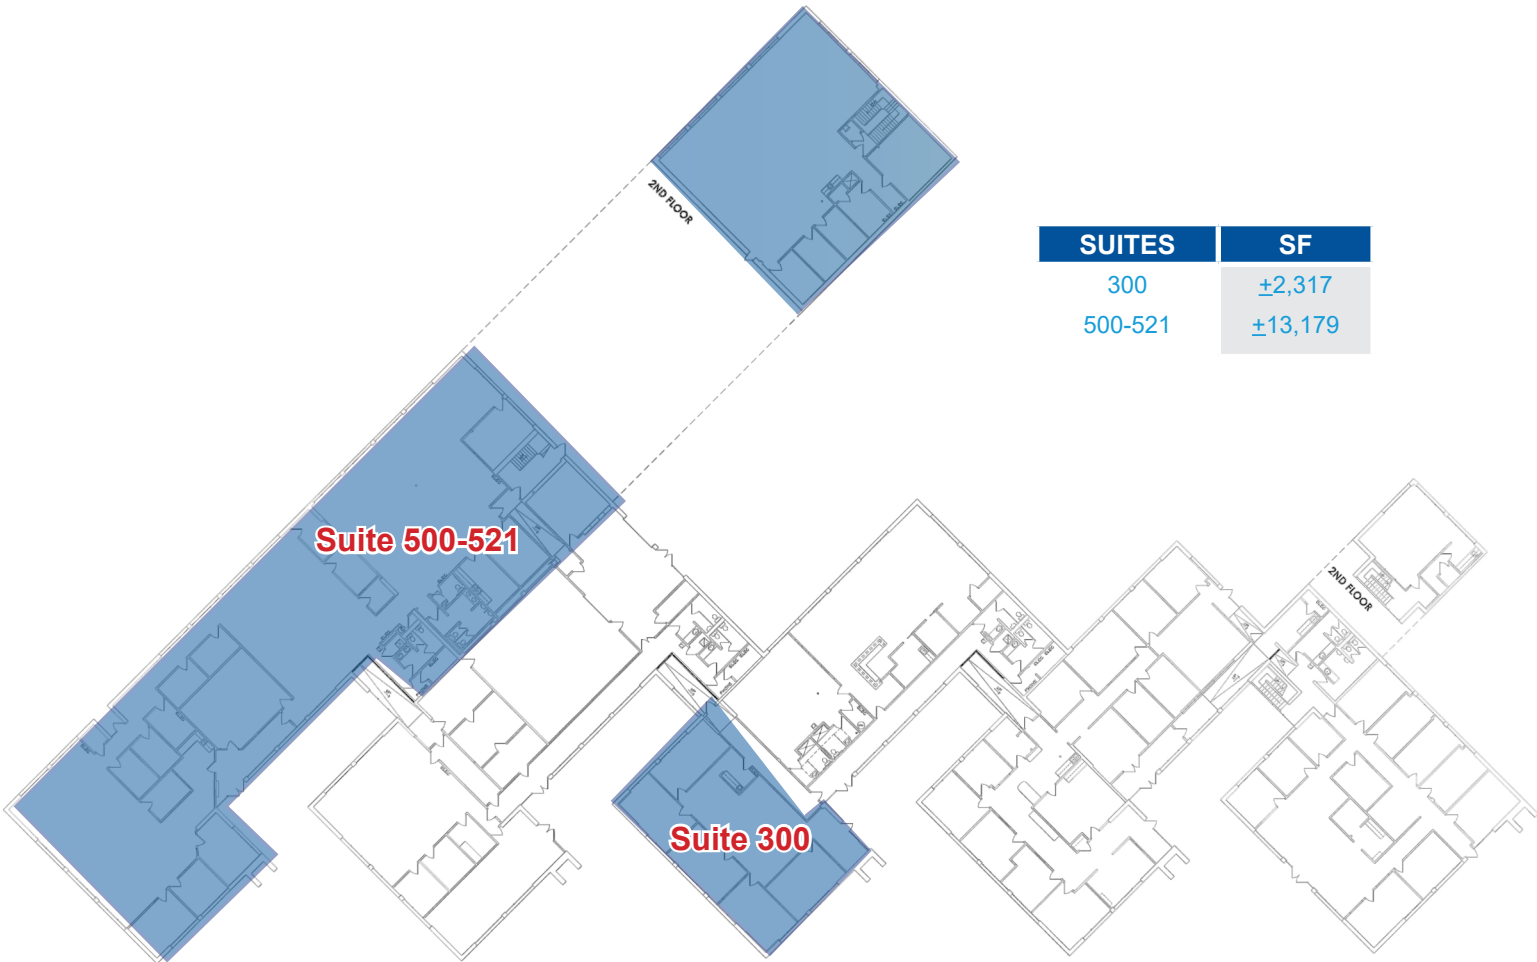 2ND FLOOR
SUITES SF
300 ±2,317
500-521 ±13,179
Suite 500-521
2ND FLOOR
Suite 300